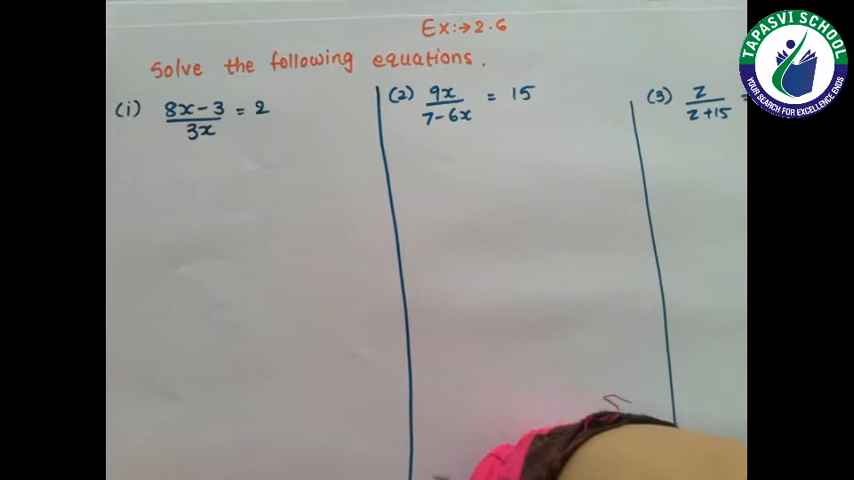 Ex:→2.6
Solve the following equations.
(i) 8x-3/3x = 2
(2) 9x/7-6x = 15
(3) z/z+15 =
TAPASVI SCHOOL
YOUR SEARCH FOR EXCELLENCE ENDS